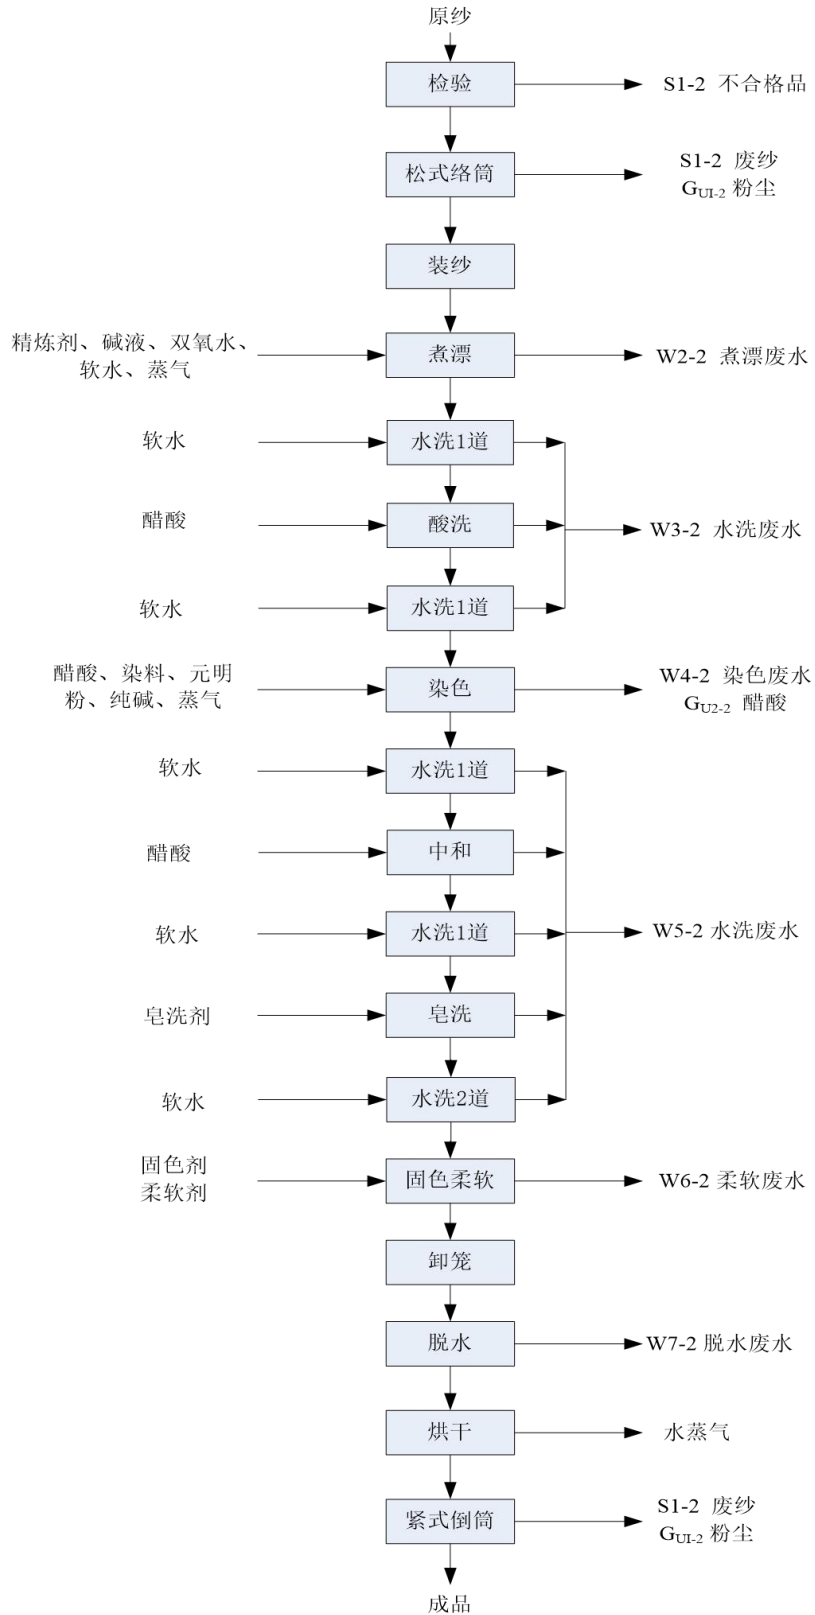 原纱
检验
S1-2 不合格品
松式络筒
S1-2 废纱
GUI-2 粉尘
装纱
精炼剂、碱液、双氧水、
软水、蒸气
煮漂
W2-2 煮漂废水
软水
水洗1道
醋酸
酸洗
W3-2 水洗废水
软水
水洗1道
醋酸、染料、元明
粉、纯碱、蒸气
染色
W4-2 染色废水
GU2-2 醋酸
软水
水洗1道
醋酸
中和
软水
水洗1道
W5-2 水洗废水
皂洗剂
皂洗
软水
水洗2道
固色剂
柔软剂
固色柔软
W6-2 柔软废水
卸笼
脱水
W7-2 脱水废水
烘干
水蒸气
紧式倒筒
S1-2 废纱
GUI-2 粉尘
成品